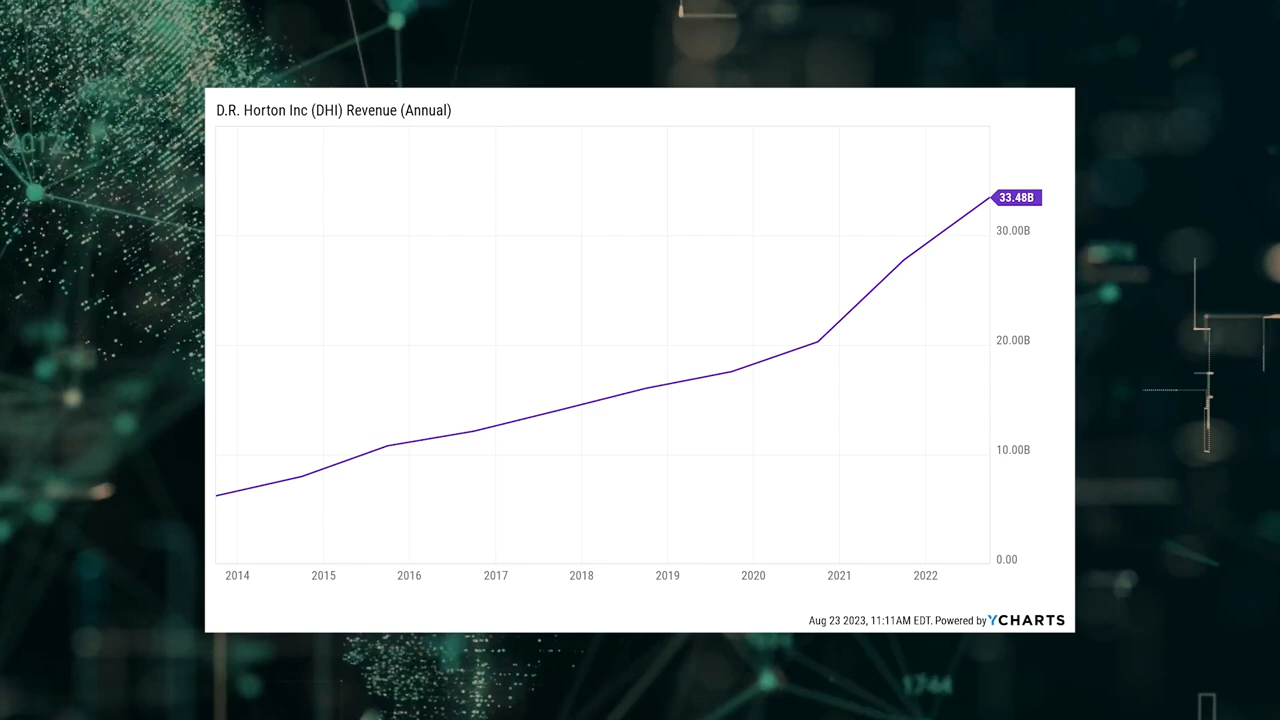 D.R. Horton Inc (DHI) Revenue (Annual)
33.48B
30.00B
20.00B
10.00B
0.00
2014 2015 2016 2017 2018 2019 2020 2021 2022
Aug 23 2023, 11:11AM EDT. Powered by YCHARTS
1744